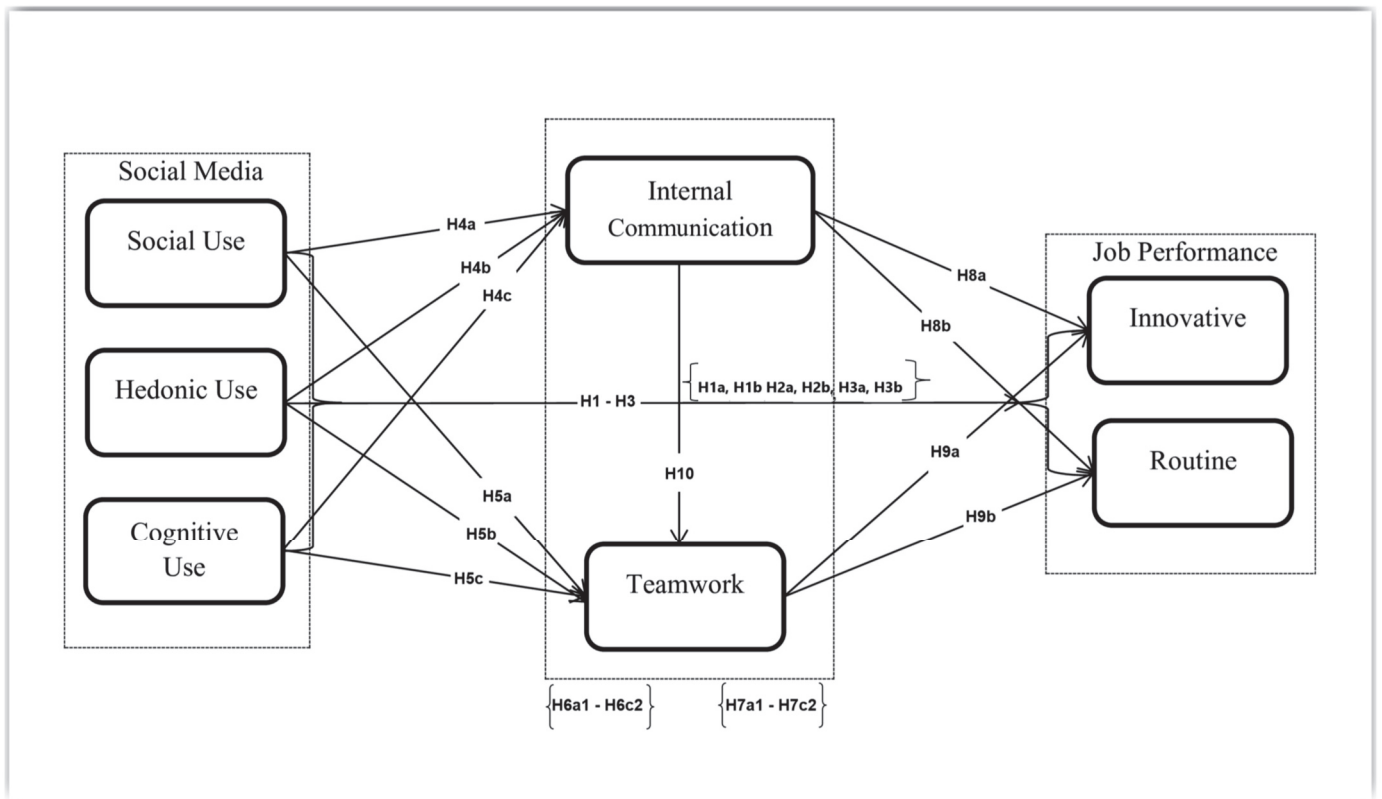 Social Media
Social Use
Hedonic Use
Cognitive
Use
H4a
H4b
H4c
H1 - H3
H5a
H5b
H5c
Internal
Communication
H1a, H1b H2a, H2b, H3a, H3b
H10
Teamwork
H6a1 - H6c2
H7a1 - H7c2
H8a
H8b
H9a
H9b
Job Performance
Innovative
Routine